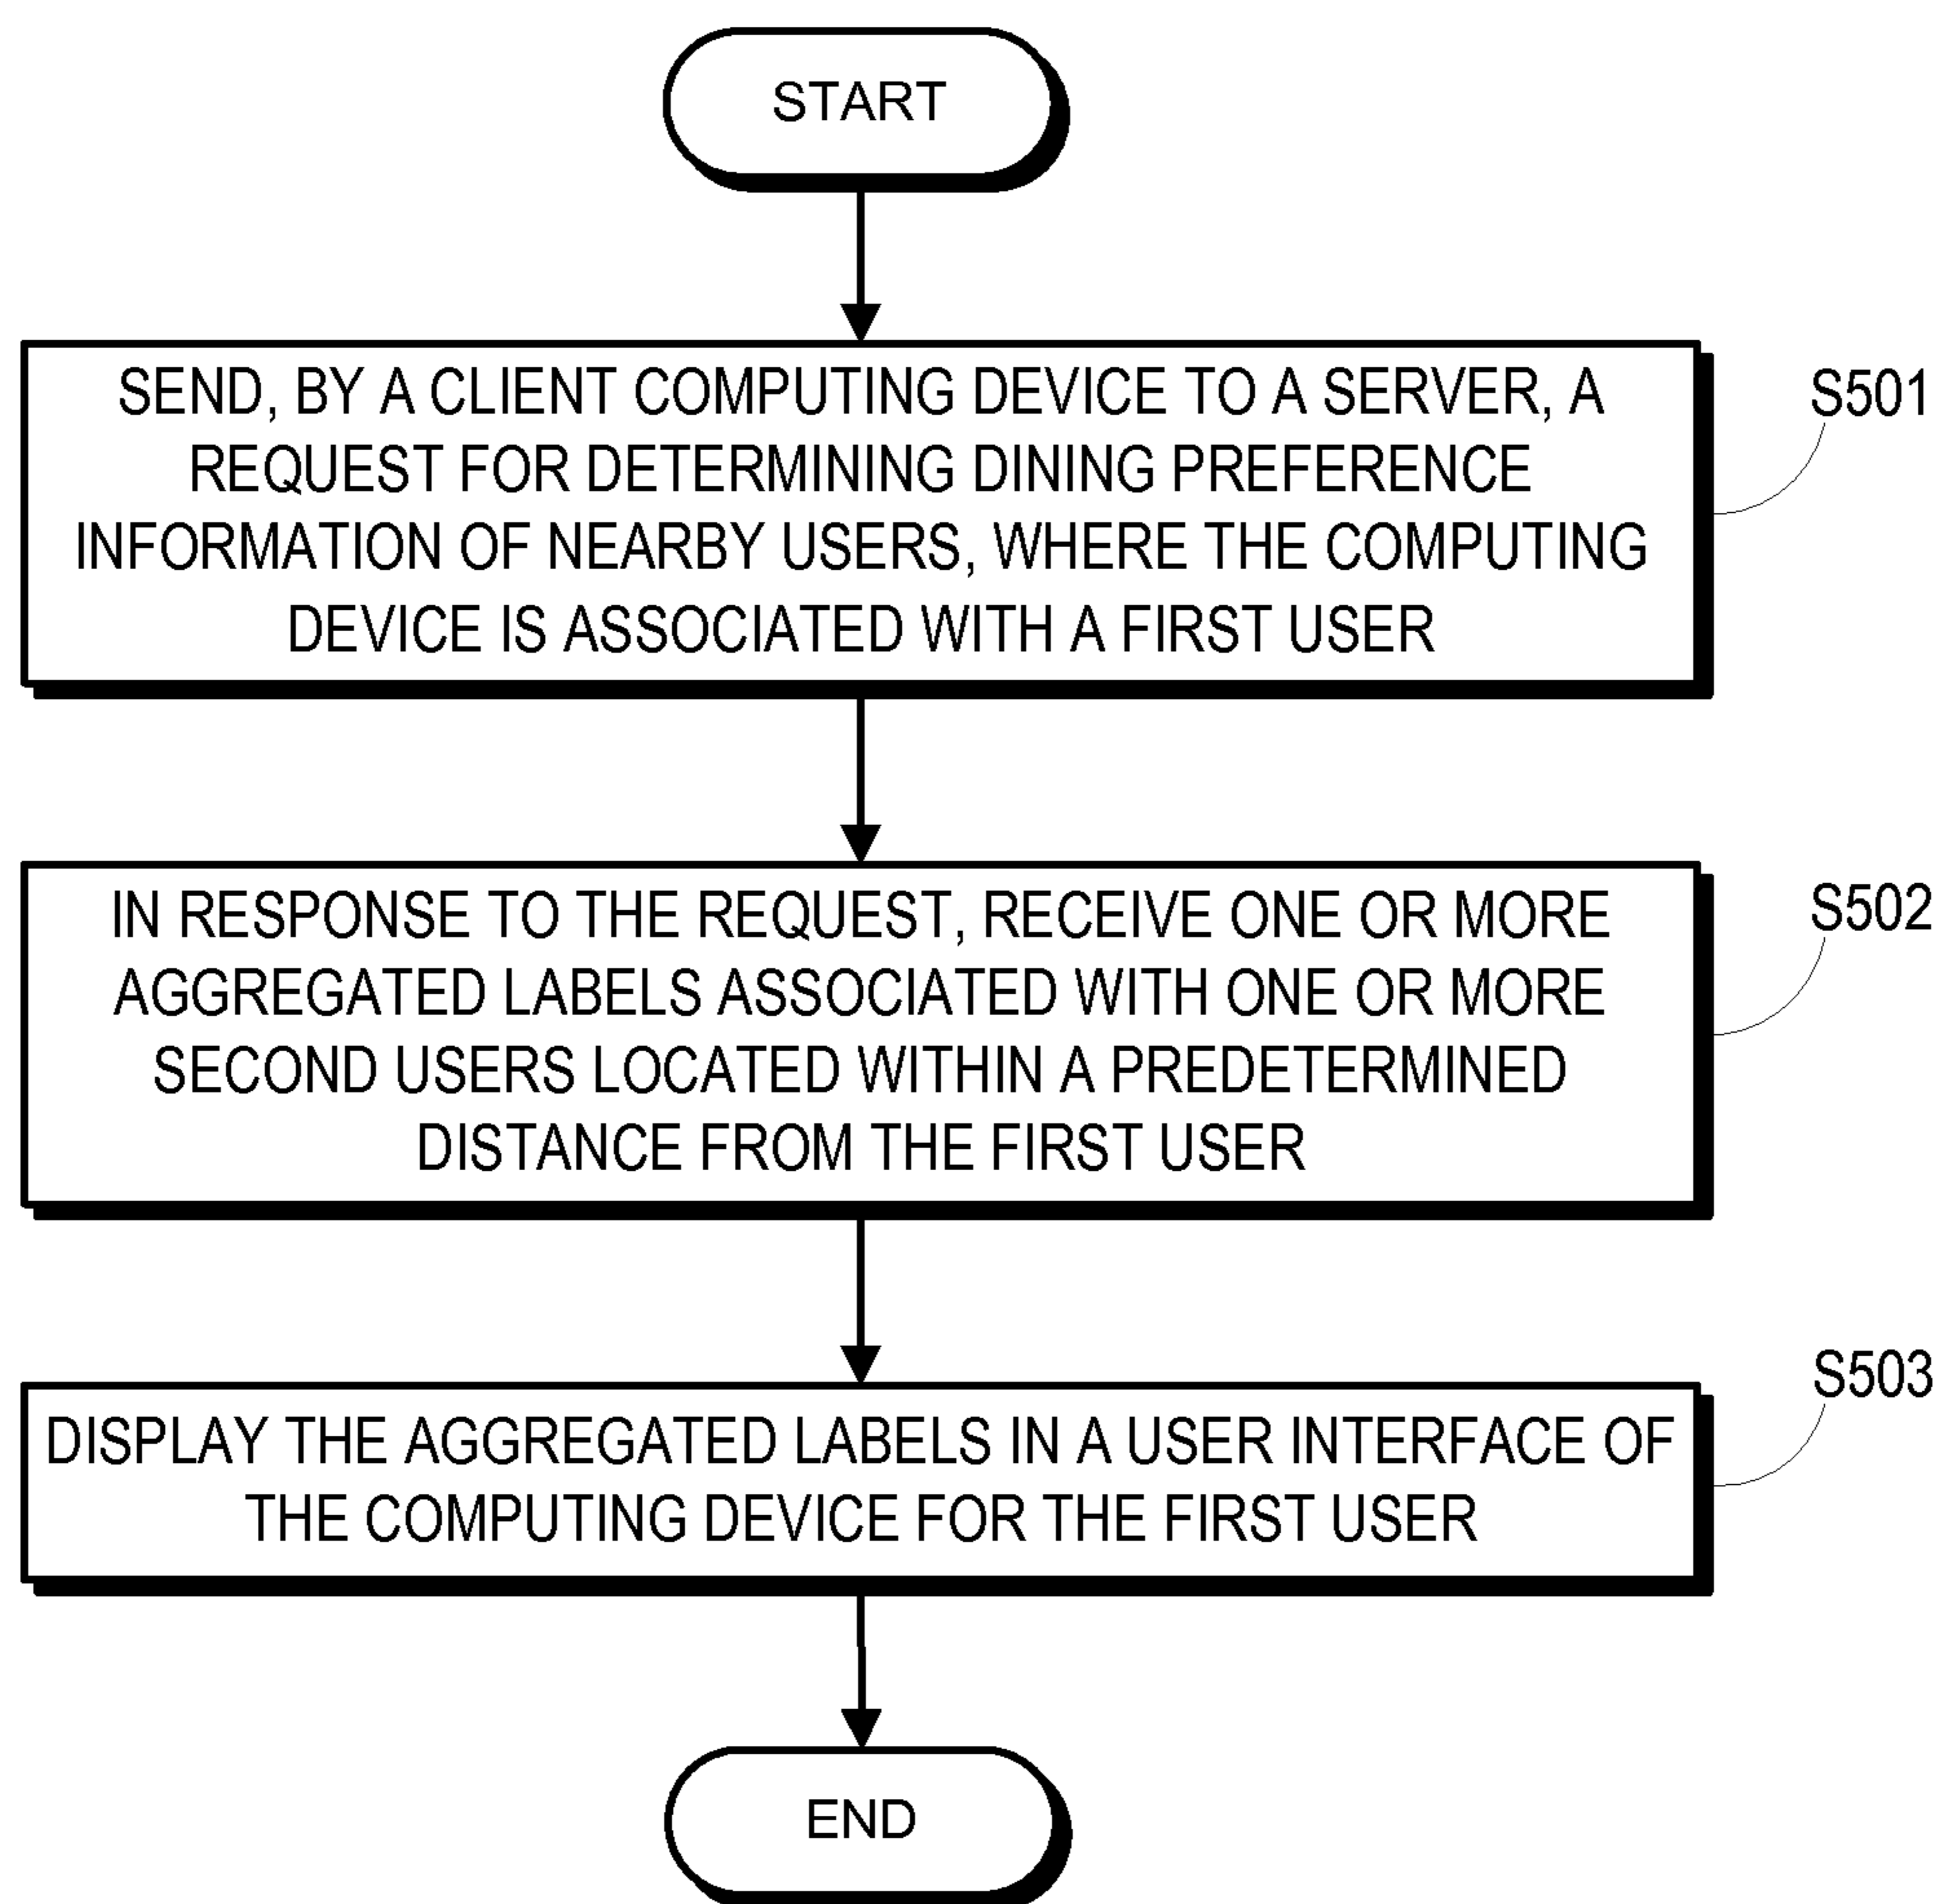 START
SEND, BY A CLIENT COMPUTING DEVICE TO A SERVER, A
REQUEST FOR DETERMINING DINING PREFERENCE
INFORMATION OF NEARBY USERS, WHERE THE COMPUTING
DEVICE IS ASSOCIATED WITH A FIRST USER
S501
IN RESPONSE TO THE REQUEST, RECEIVE ONE OR MORE
AGGREGATED LABELS ASSOCIATED WITH ONE OR MORE
SECOND USERS LOCATED WITHIN A PREDETERMINED
DISTANCE FROM THE FIRST USER
S502
DISPLAY THE AGGREGATED LABELS IN A USER INTERFACE OF
THE COMPUTING DEVICE FOR THE FIRST USER
S503
END